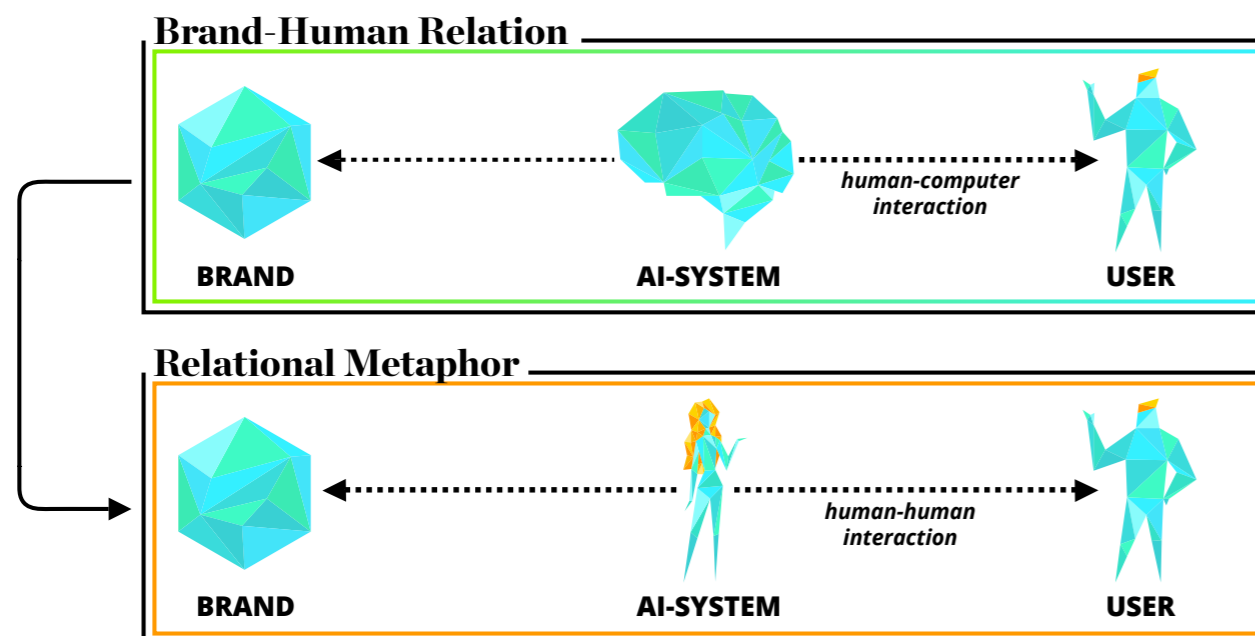 Brand-Human Relation
human-computer
interaction
BRAND
AI-SYSTEM
USER
Relational Metaphor
human-human
interaction
BRAND
AI-SYSTEM
USER